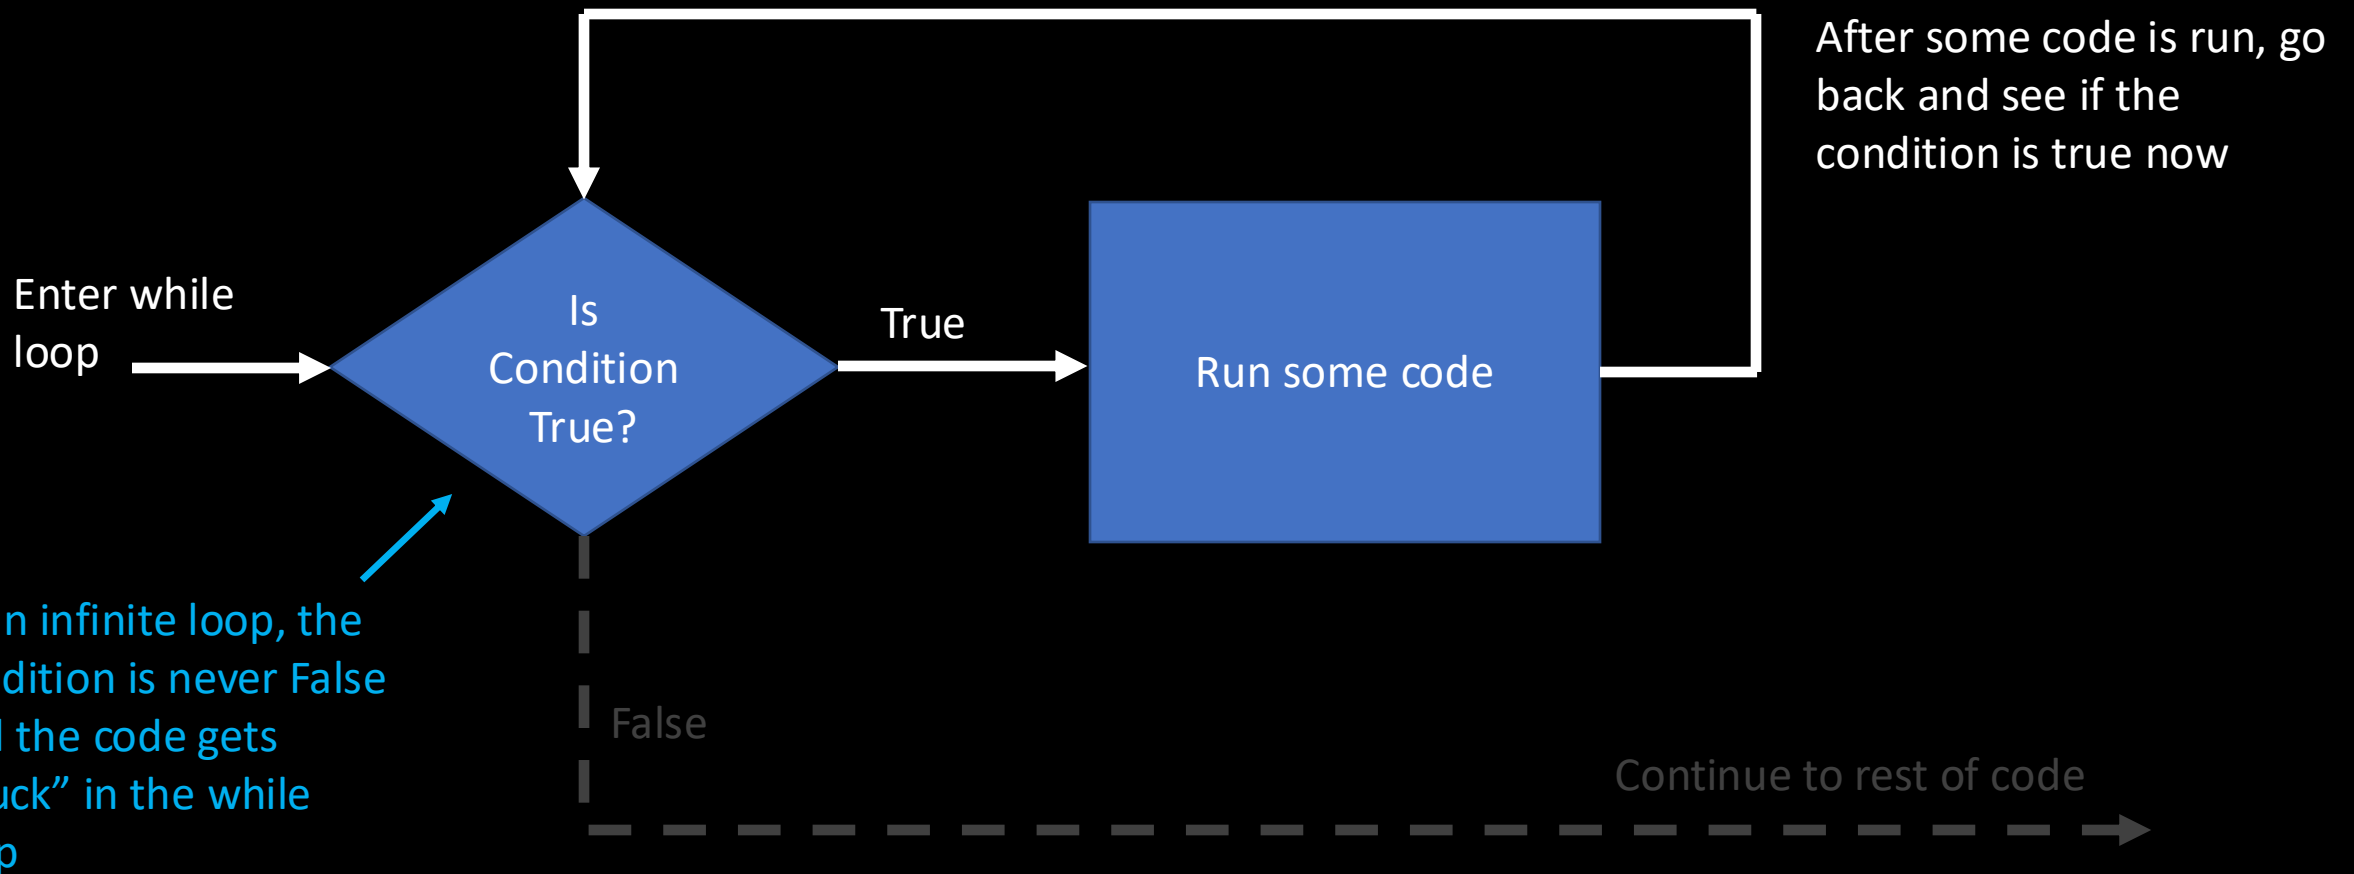 After some code is run, go
back and see if the
condition is true now
Enter while
loop
Is
Condition
True?
True
Run some code
n infinite loop, the
dition is never False
the code gets
uck” in the while
p
False
Continue to rest of code